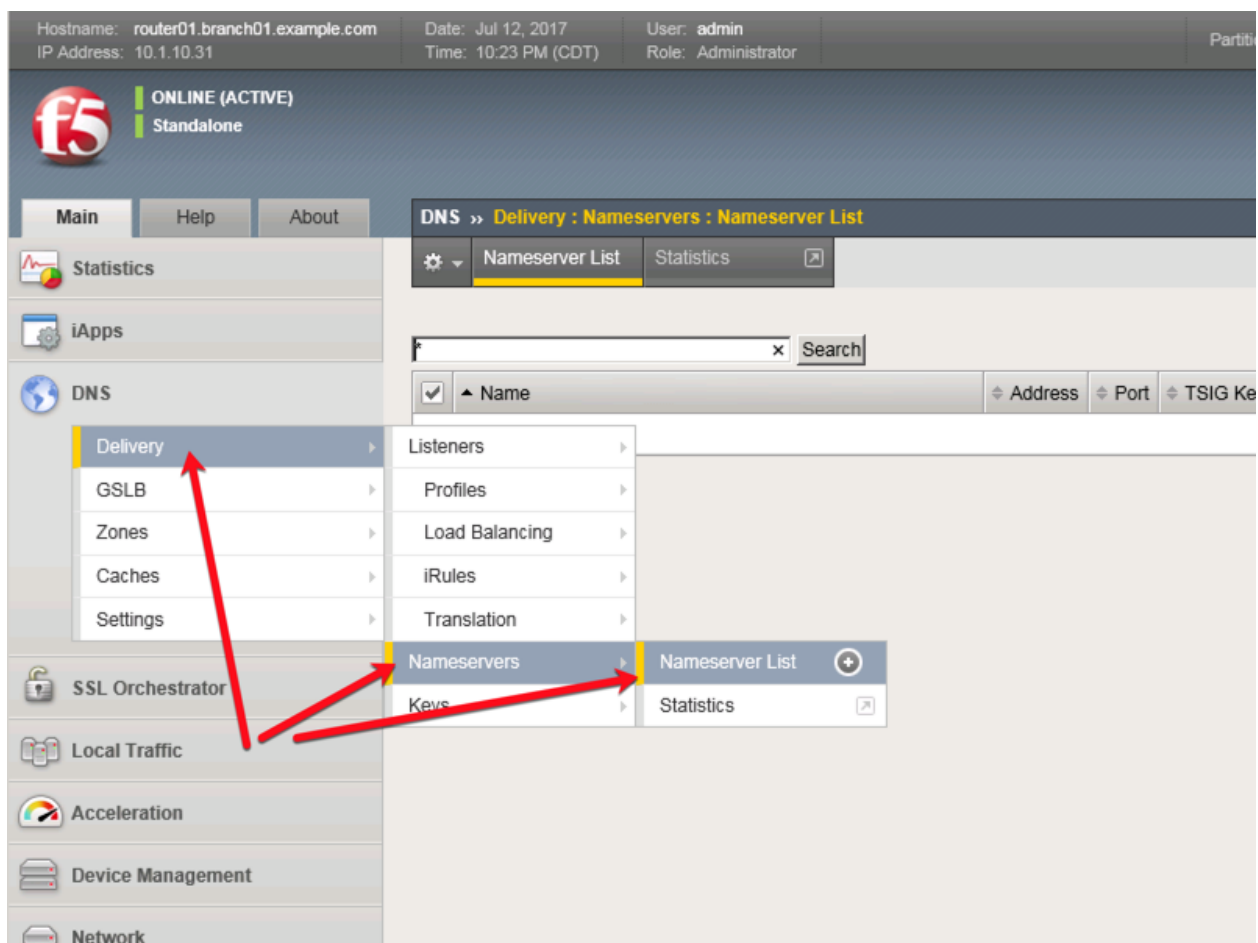 Hostname: router01.branch01.example.com Date: Jul 12, 2017 User: admin
IP Address: 10.1.10.31 Time: 10:23 PM (CDT) Role: Administrator
f5
ONLINE (ACTIVE)
Standalone
Main Help About
DNS » Delivery : Nameservers : Nameserver List
Nameserver List Statistics
* × Search
Name Address Port TSIG
Statistics
iApps
DNS
Delivery
GSLB
Zones
Caches
Settings
Listeners
Profiles
Load Balancing
iRules
Translation
Nameservers
Keys
Nameserver List
Statistics
SSL Orchestrator
Local Traffic
Acceleration
Device Management
Network